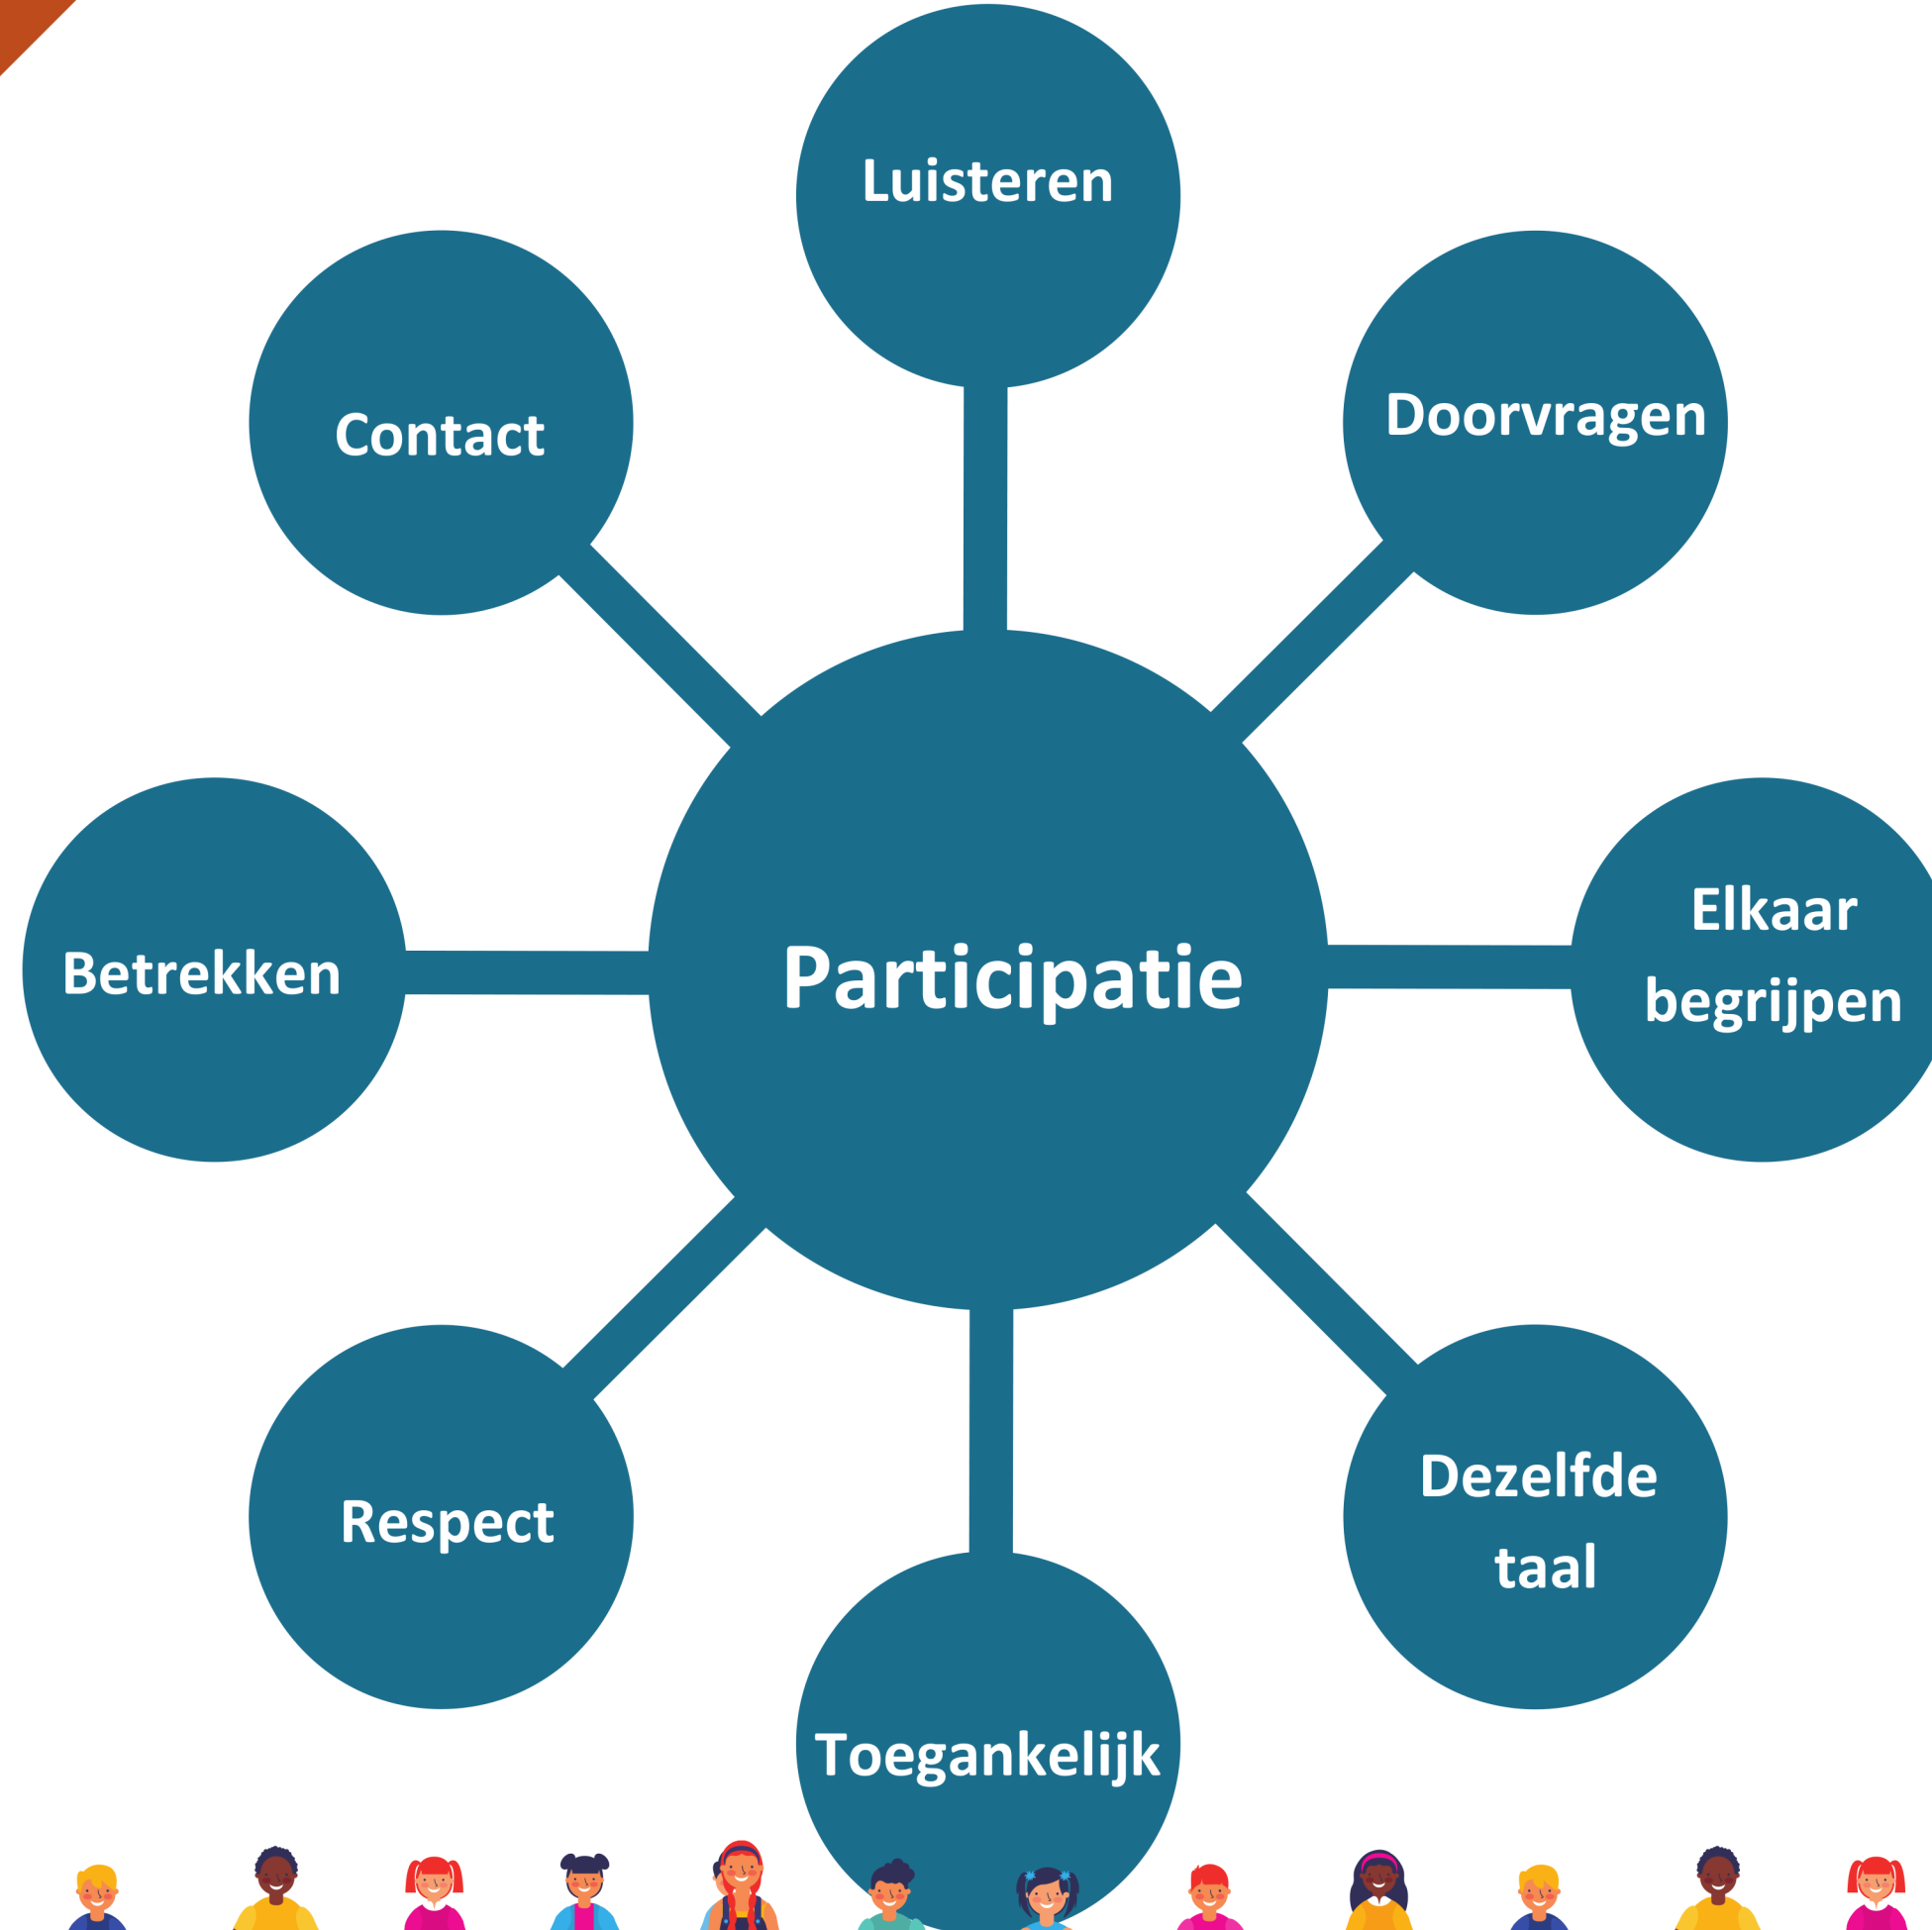 Luisteren
Contact
Doorvragen
Elkaar
begrijpen
Betrekken
Participatie
Dezelfde
taal
Respect
Toegankelijk